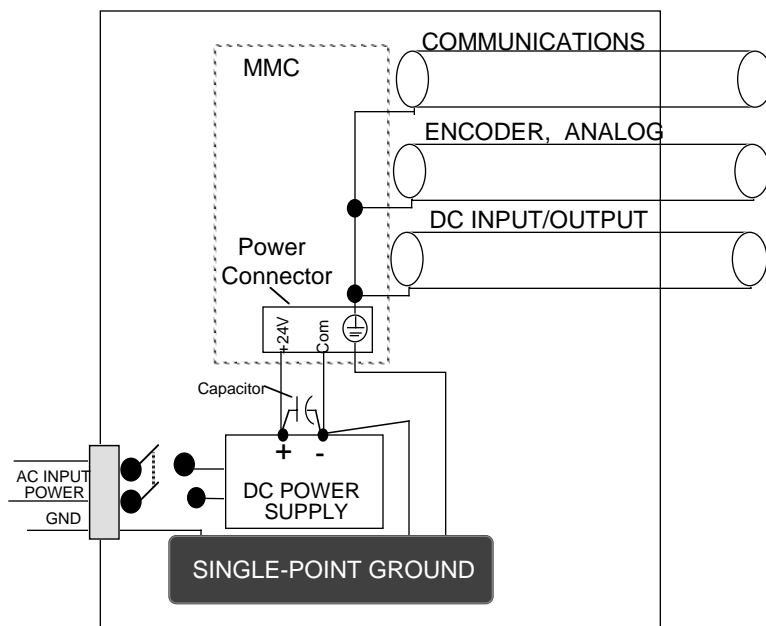 COMMUNICATIONS
MMC
ENCODER, ANALOG
DC INPUT/OUTPUT
Power
Connector
+24V
Com
Capacitor
+ -
DC POWER
SUPPLY
AC INPUT
POWER
GND
SINGLE-POINT GROUND